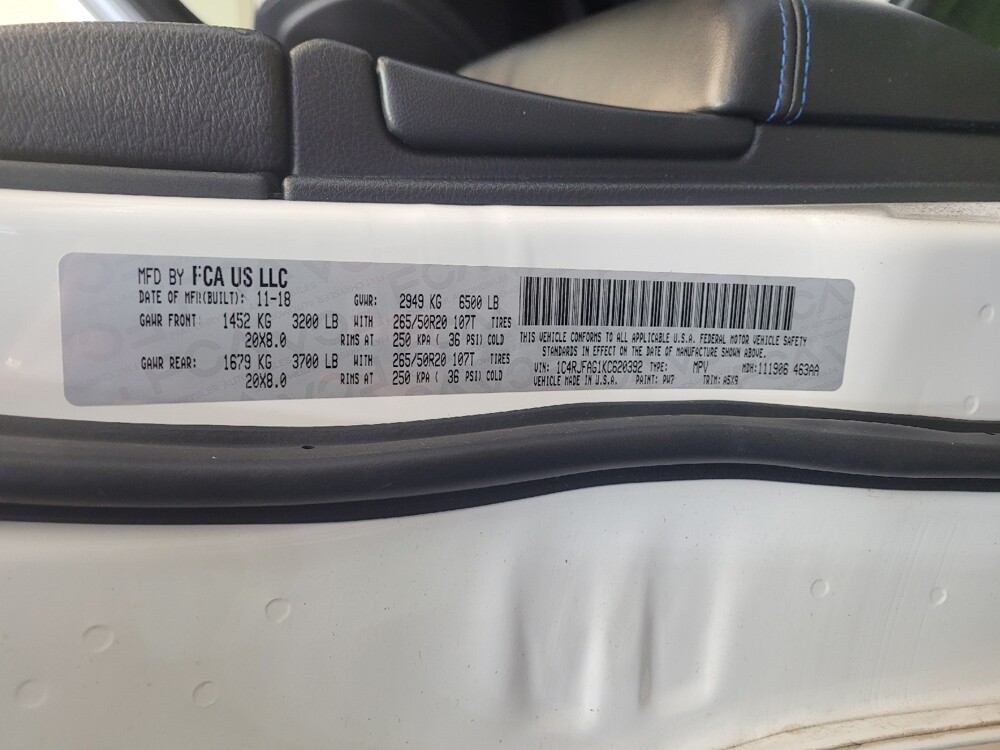 MFD BY FCA US LLC
DATE OF MFR(BUILT): 11-18 GVWR: 2949 KG 6500 LB
GAWR FRONT: 1452 KG 3200 LB WITH 265/50R20 107T TIRES
20X8.0 RIMS AT 250 KPA ( 36 PSI) COLD
GAWR REAR: 1679 KG 3700 LB WITH 265/50R20 107T TIRES
20X8.0 RIMS AT 250 KPA ( 36 PSI) COLD
THIS VEHICLE CONFORMS TO ALL APPLICABLE U.S.A. FEDERAL MOTOR VEHICLE SAFETY
STANDARDS IN EFFECT ON THE DATE OF MANUFACTURE SHOWN ABOVE.
VIN: 1C4RJFAG1KC620392 TYPE: MPV MDH:111906 463AA
VEHICLE MADE IN U.S.A. PAINT: PW7 TRIM: A5X9